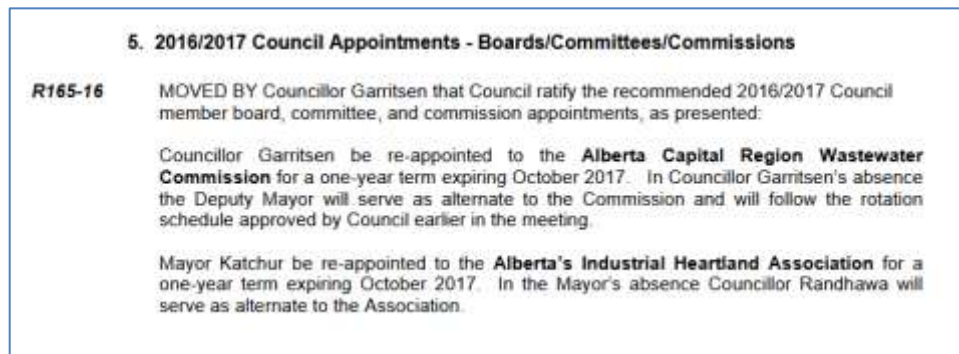 5. 2016/2017 Council Appointments - Boards/Committees/Commissions
R165-16 MOVED BY Councillor Garritsen that Council ratify the recommended 2016/2017 Council
member board, committee, and commission appointments, as presented:
Councillor Garritsen be re-appointed to the Alberta Capital Region Wastewater
Commission for a one-year term expiring October 2017. In Councillor Garritsen's absence
the Deputy Mayor will serve as alternate to the Commission and will follow the rotation
schedule approved by Council earlier in the meeting.
Mayor Katchur be re-appointed to the Alberta's Industrial Heartland Association for a
one-year term expiring October 2017. In the Mayor's absence Councillor Randhawa will
serve as alternate to the Association.